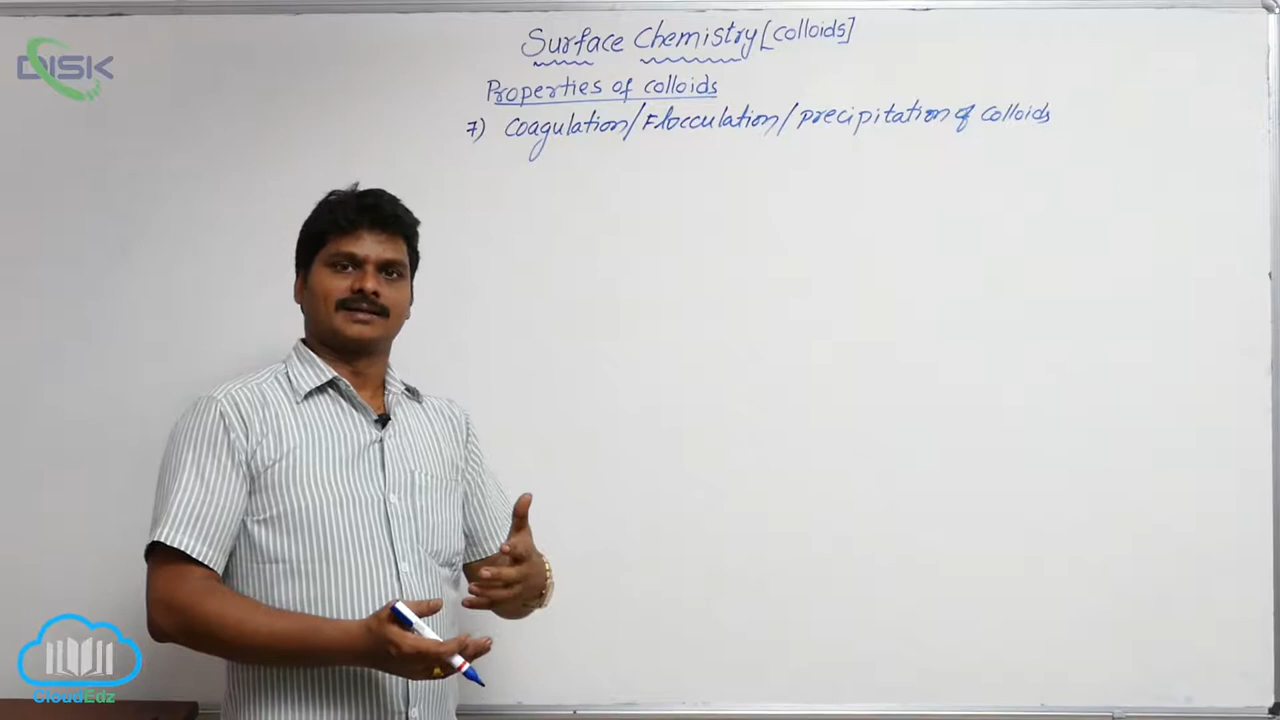 Surface Chemistry [colloids]
Properties of colloids
7) Coagulation/Flocculation/precipitation of colloids
DISK
CloudEdz